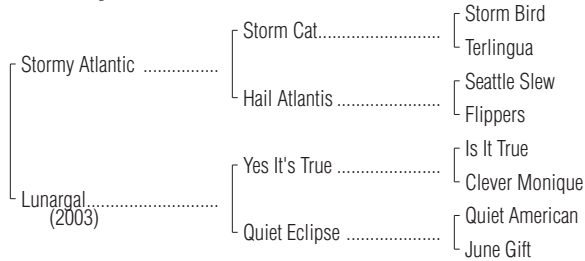 Storm Bird
Storm Cat....................
Terlingua
Stormy Atlantic ................
Seattle Slew
Hail Atlantis ......................
Flippers
Is It True
Yes It's True ......................
Clever Monique
Lunargal............................
(2003)
Quiet American
Quiet Eclipse ....................
June Gift